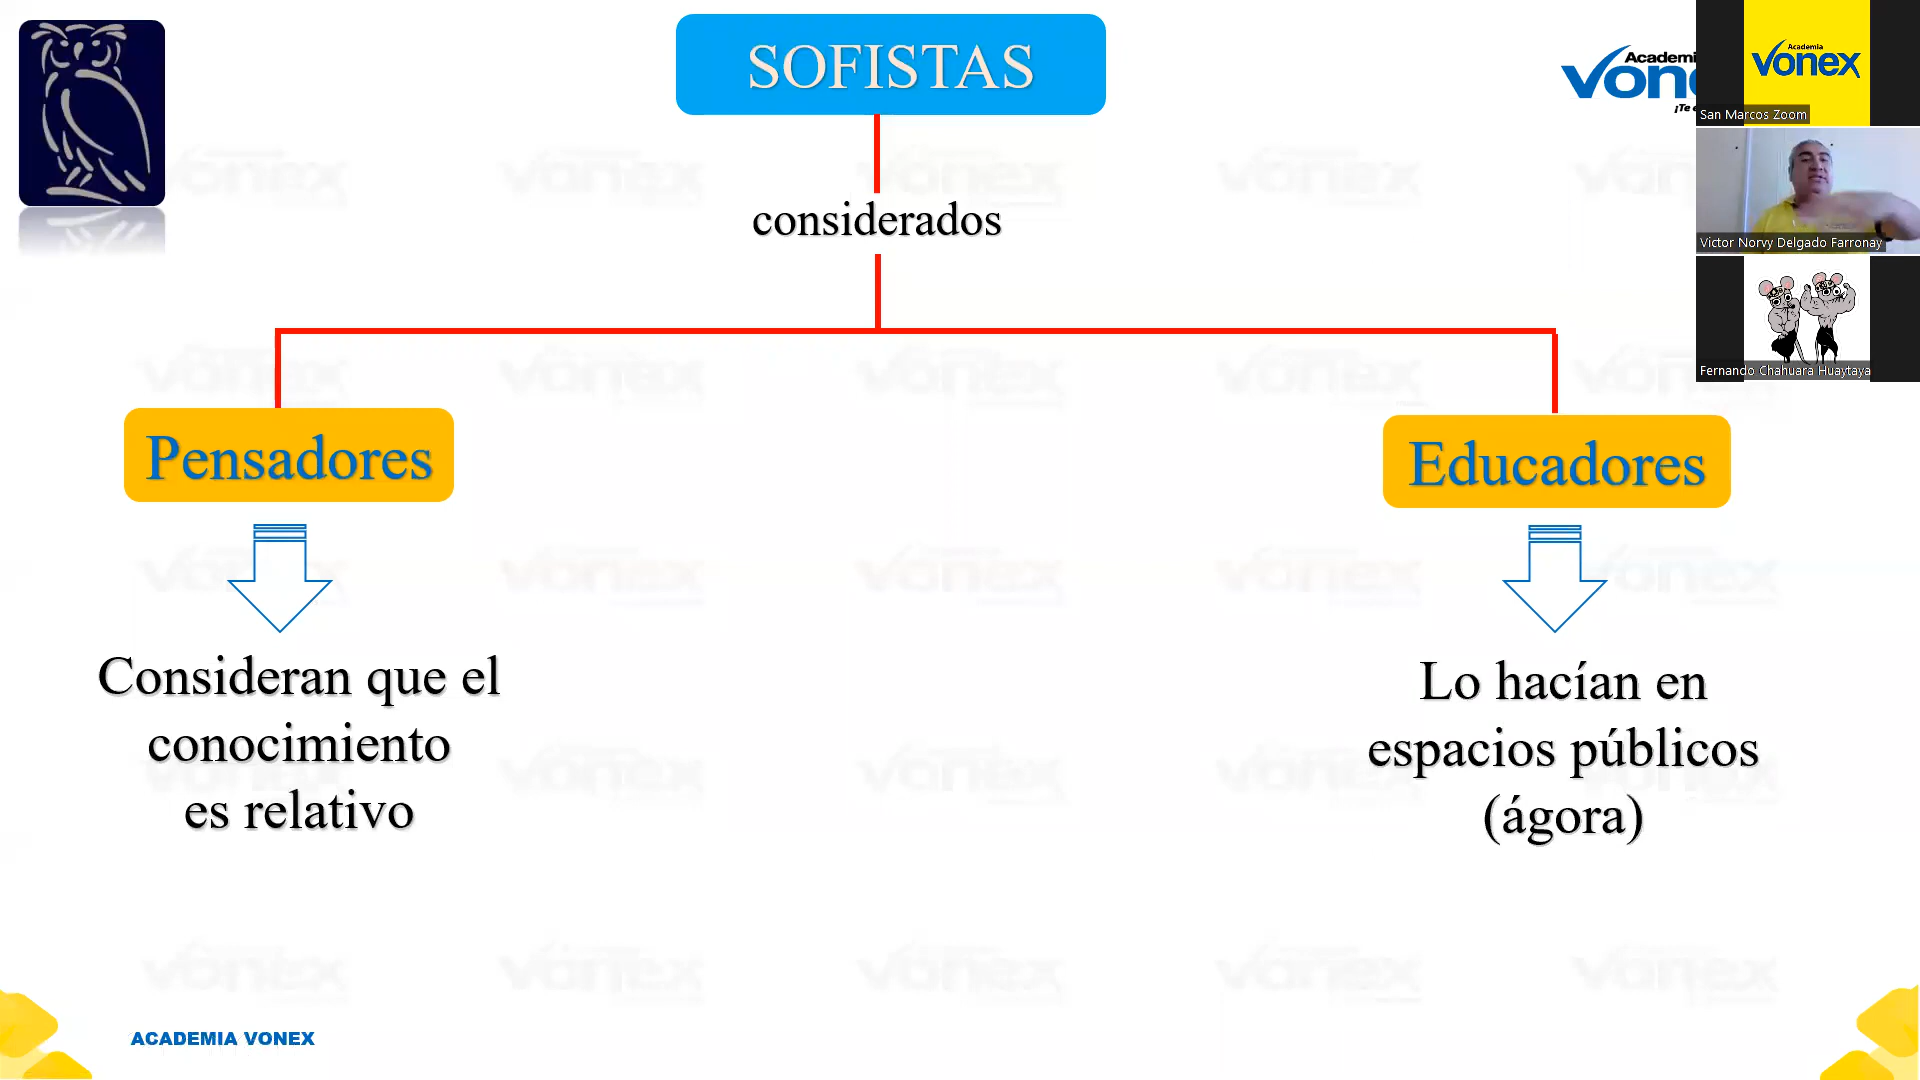 SOFISTAS
considerados
Pensadores
Educadores
Consideran que el
conocimiento
es relativo
Lo hacían en
espacios públicos
(ágora)
ACADEMIA VONEX
Academia
vonex
San Marcos Zoom
Victor Norvy Delgado Farronay
Fernando Chahuara Huaytaya